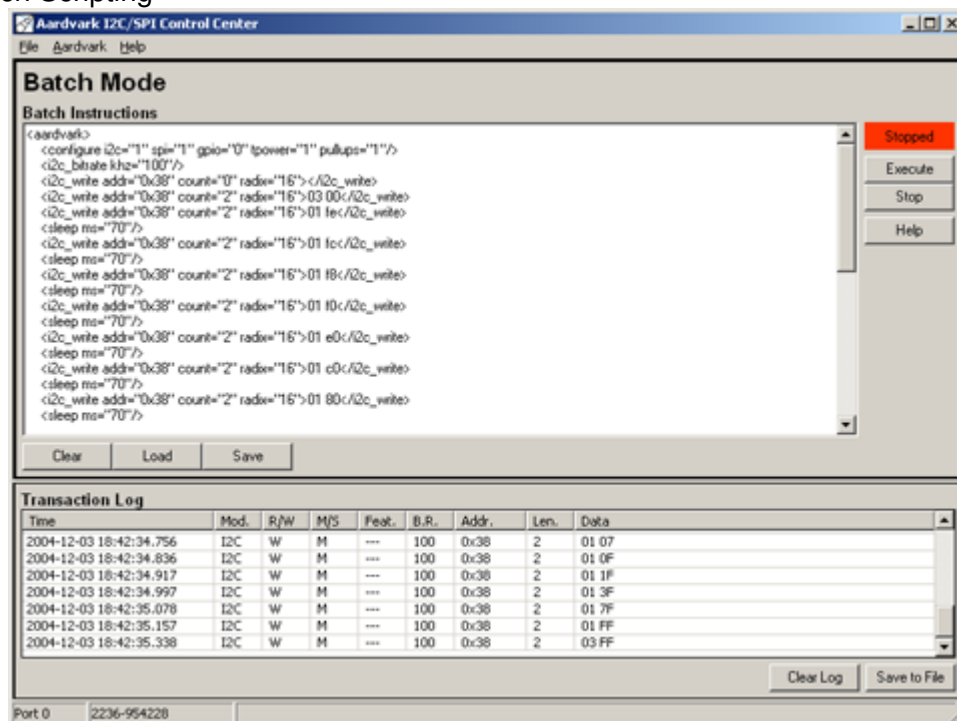 Scripting
Aardvark I2C/SPI Control Center
File Aardvark Help
Batch Mode
Batch Instructions
<aardvark>
<configure i2c="1" spi="1" gpio="0" tpower="1" pullups="1"/>
<i2c_bitrate khz="100"/>
<i2c_write addr="0x38" count="0" radix="16"></i2c_write>
<i2c_write addr="0x38" count="2" radix="16">03 00</i2c_write>
<i2c_write addr="0x38" count="2" radix="16">01 fe</i2c_write>
<sleep ms="70"/>
<i2c_write addr="0x38" count="2" radix="16">01 fc</i2c_write>
<sleep ms="70"/>
<i2c_write addr="0x38" count="2" radix="16">01 f8</i2c_write>
<sleep ms="70"/>
<i2c_write addr="0x38" count="2" radix="16">01 f0</i2c_write>
<sleep ms="70"/>
<i2c_write addr="0x38" count="2" radix="16">01 e0</i2c_write>
<sleep ms="70"/>
<i2c_write addr="0x38" count="2" radix="16">01 c0</i2c_write>
<sleep ms="70"/>
<i2c_write addr="0x38" count="2" radix="16">01 80</i2c_write>
<sleep ms="70"/>
Stopped
Execute
Stop
Help
Clear Load Save
Transaction Log
Time Mod. R/W M/S Feat. B.R. Addr. Len. Data
2004-12-03 18:42:34.756 I2C W M --- 100 0x38 2 01 07
2004-12-03 18:42:34.836 I2C W M --- 100 0x38 2 01 0F
2004-12-03 18:42:34.917 I2C W M --- 100 0x38 2 01 1F
2004-12-03 18:42:34.997 I2C W M --- 100 0x38 2 01 3F
2004-12-03 18:42:35.078 I2C W M --- 100 0x38 2 01 7F
2004-12-03 18:42:35.157 I2C W M --- 100 0x38 2 01 FF
2004-12-03 18:42:35.338 I2C W M --- 100 0x38 2 03 FF
Clear Log Save to File
Port 0 2236-954228